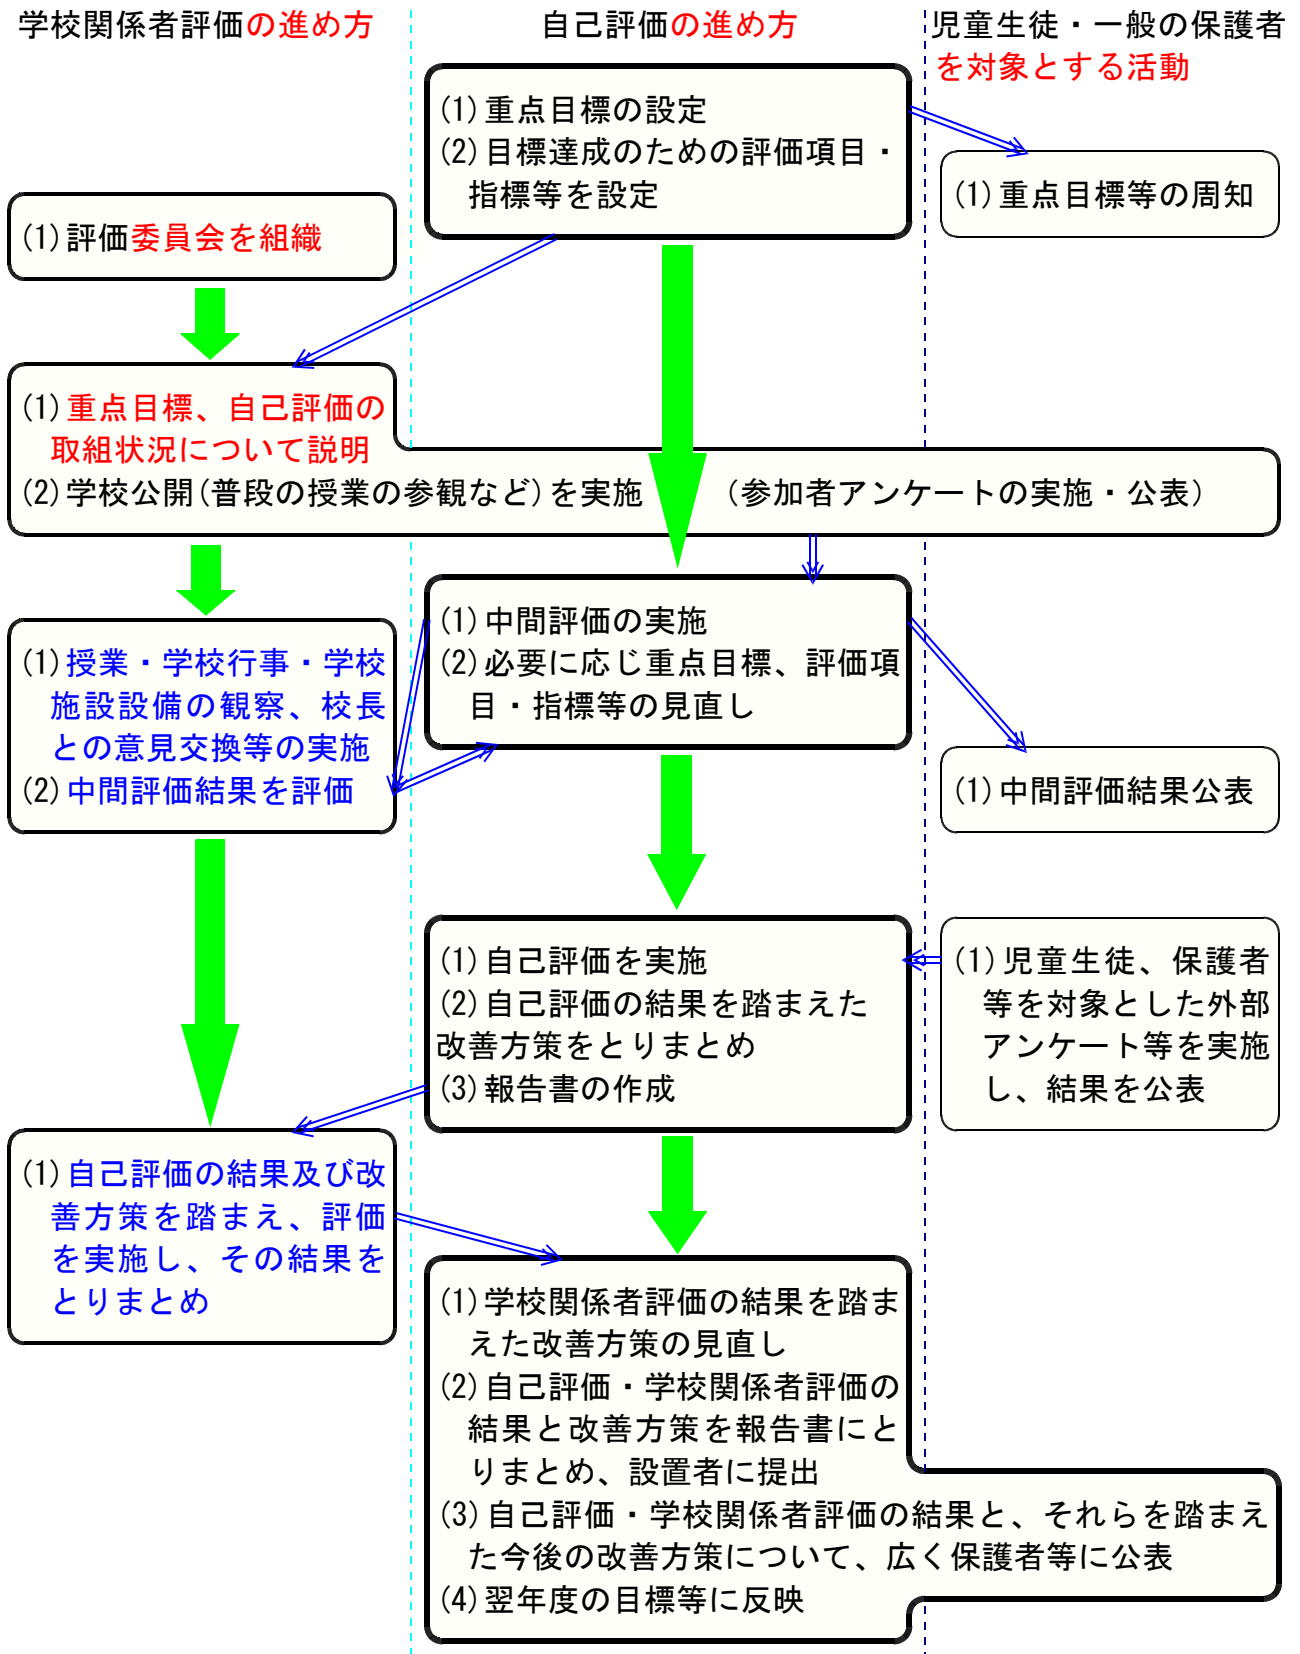 学校関係者評価の進め方
自己評価の進め方
児童生徒・一般の保護者
を対象とする活動
(1)重点目標の設定
(2)目標達成のための評価項目・
指標等を設定
(1)重点目標等の周知
(1)評価委員会を組織
(1)重点目標、自己評価の
取組状況について説明
(2)学校公開(普段の授業の参観など)を実施　(参加者アンケートの実施・公表)
(1)中間評価の実施
(2)必要に応じ重点目標、評価項
目・指標等の見直し
(1)授業・学校行事・学校
施設設備の観察、校長
との意見交換等の実施
(2)中間評価結果を評価
(1)中間評価結果公表
(1)自己評価を実施
(2)自己評価の結果を踏まえた
改善方策をとりまとめ
(3)報告書の作成
(1)児童生徒、保護者
等を対象とした外部
アンケート等を実施
し、結果を公表
(1)自己評価の結果及び改
善方策を踏まえ、評価
を実施し、その結果を
とりまとめ
(1)学校関係者評価の結果を踏ま
えた改善方策の見直し
(2)自己評価・学校関係者評価の
結果と改善方策を報告書にと
りまとめ、設置者に提出
(3)自己評価・学校関係者評価の結果と、それらを踏まえ
た今後の改善方策について、広く保護者等に公表
(4)翌年度の目標等に反映